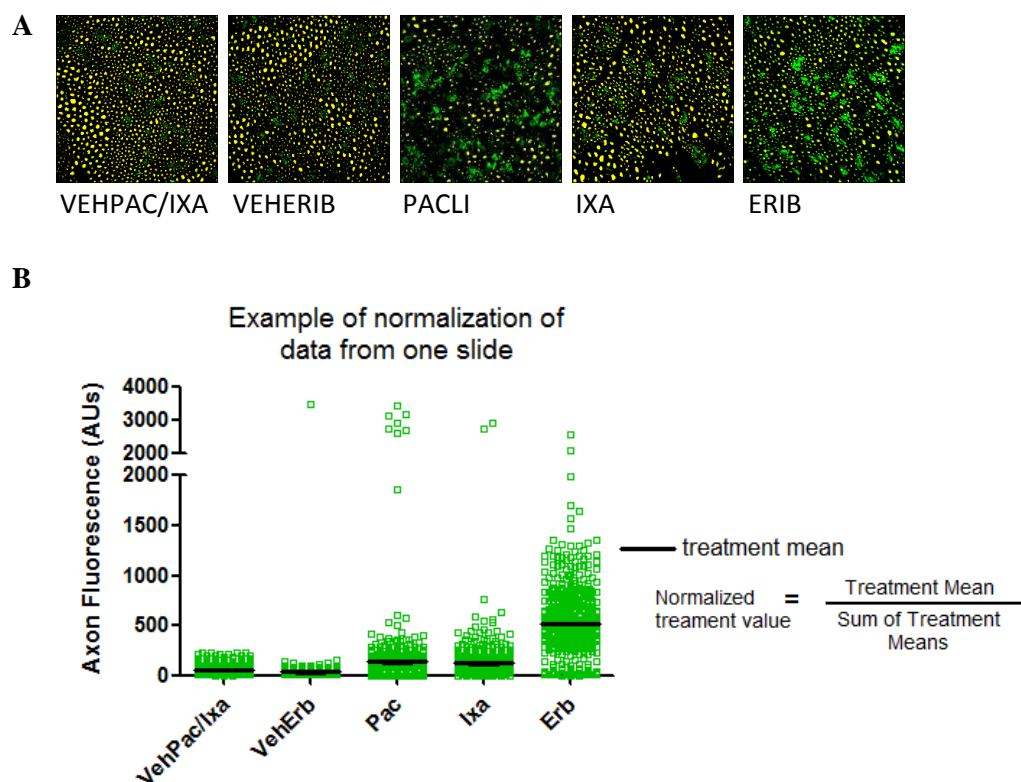 A
VEHPAC/IXA VEHERIB PACLI IXA ERIB
B
Example of normalization of
data from one slide
Axon Fluorescence (AUs)
4000
3000
2000
2000
1500
1000
500
0
VehPac/Ixa VehErb Pac Ixa Erb
treatment mean
Normalized
treament value = Treatment Mean
Sum of Treatment
Means